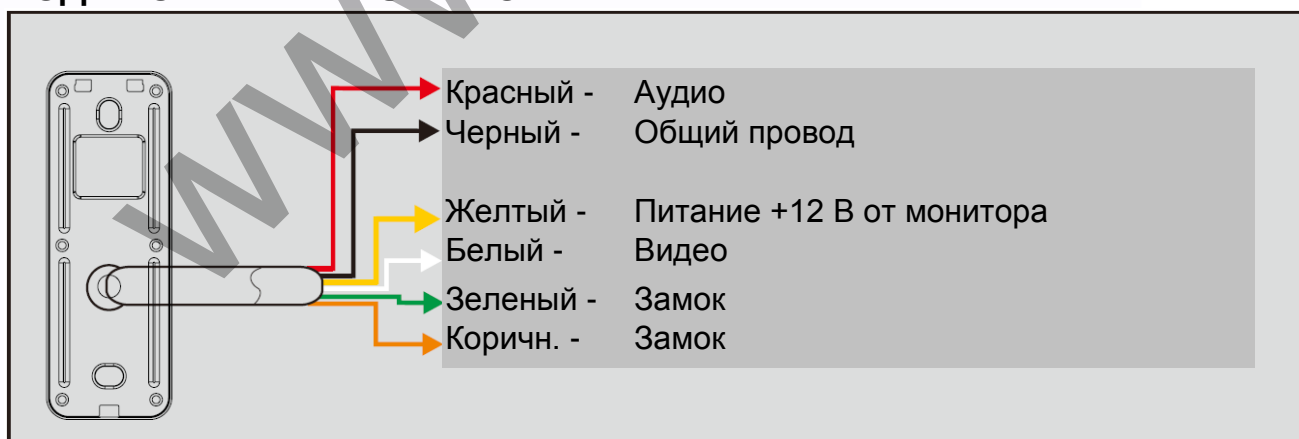 Красный - Аудио
Черный - Общий провод
Желтый - Питание +12 В от монитора
Белый - Видео
Зеленый - Замок
Коричн. - Замок